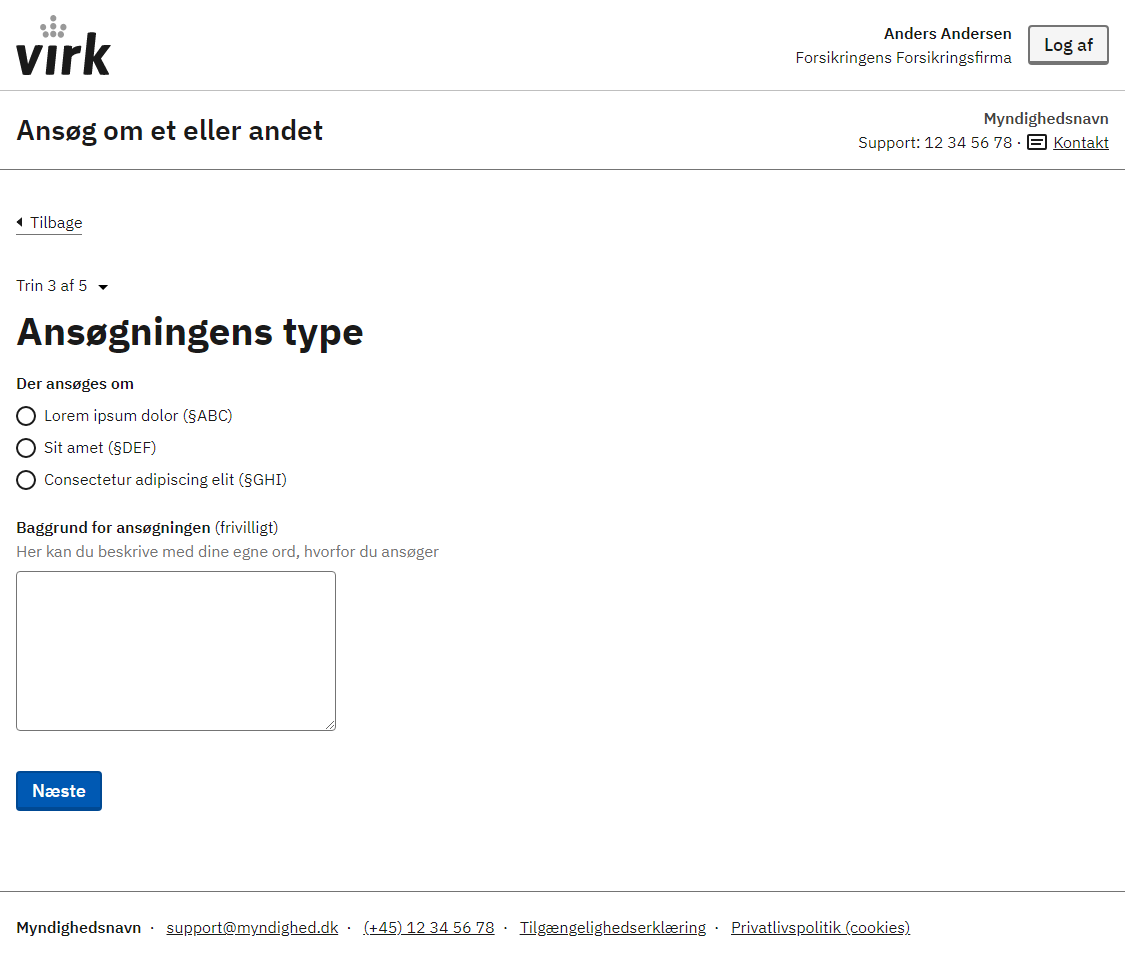 virk
Anders Andersen
Forsikringens Forsikringsfirma
Log af
Ansøg om et eller andet
Myndighedsnavn
Support: 12 34 56 78 · Kontakt
Tilbage
Trin 3 af 5
Ansøgningens type
Der ansøges om
Lorem ipsum dolor (§ABC)
Sit amet (§DEF)
Consectetur adipiscing elit (§GHI)
Baggrund for ansøgningen (frivilligt)
Her kan du beskrive med dine egne ord, hvorfor du ansøger
Næste
Myndighedsnavn · support@myndighed.dk · (+45) 12 34 56 78 · Tilgængelighedserklæring · Privatlivspolitik (cookies)